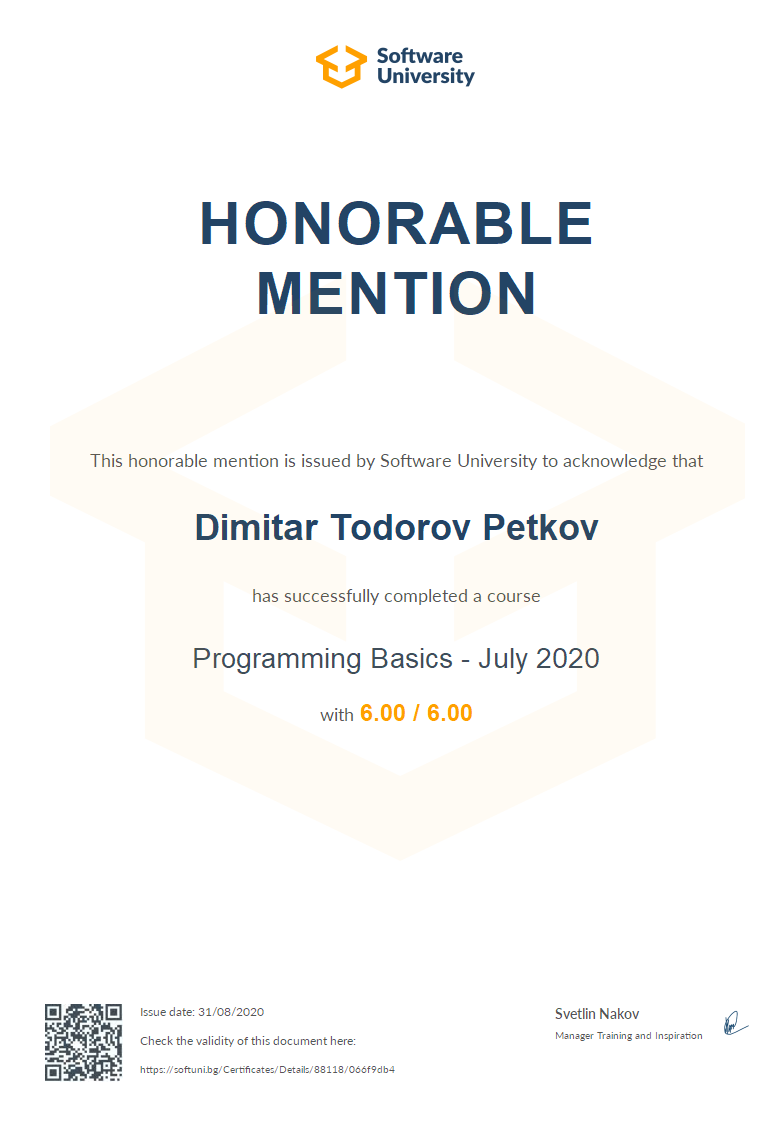 Software
University
HONORABLE
MENTION
This honorable mention is issued by Software University to acknowledge that
Dimitar Todorov Petkov
has successfully completed a course
Programming Basics - July 2020
with 6.00 / 6.00
Issue date: 31/08/2020
Check the validity of this document here:
https://softuni.bg/Certificates/Details/88118/066f9db4
Svetlin Nakov
Manager Training and Inspiration